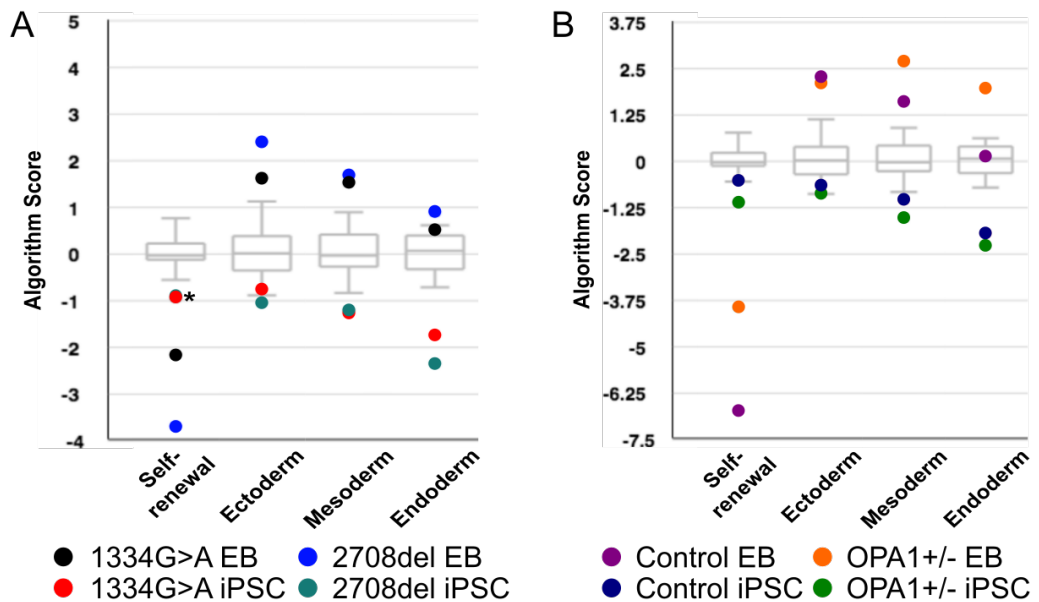 A
B
Algorithm Score
5
4
3
2
1
0
-1
-2
-3
-4
*
Self-
renewal
Ectoderm
Mesoderm
Endoderm
1334G>A EB
2708del EB
1334G>A iPSC
2708del iPSC
Algorithm Score
3.75
2.5
1.25
0
-1.25
-2.5
-3.75
-5
-6.25
-7.5
Self-
renewal
Ectoderm
Mesoderm
Endoderm
Control EB
OPA1+/- EB
Control iPSC
OPA1+/- iPSC